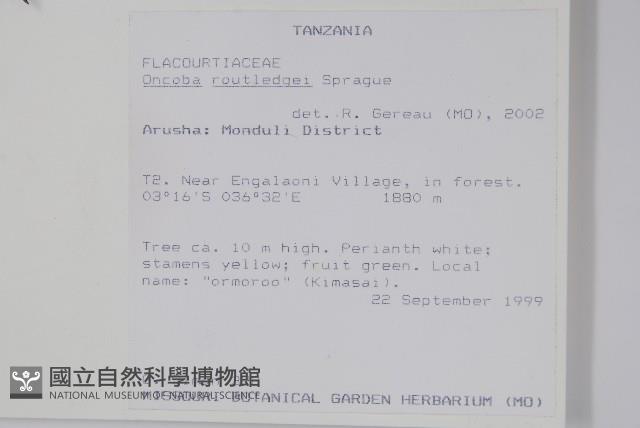 TANZANIA
FLACOURTIACEAE
Oncoba routledgei Sprague
det. R. Gereau (MO), 2002
Arusha: Monduli District
T2. Near Engalaoni Village, in forest.
03°16'S 036°32'E 1880 m
Tree ca. 10 m high. Perianth white;
stamens yellow; fruit green. Local
name: "ormoroo" (Kimasai).
22 September 1999
國立自然科學博物館
NATIONAL MUSEUM OF NATURAL SCIENCE
MISSOURI BOTANICAL GARDEN HERBARIUM (MO)